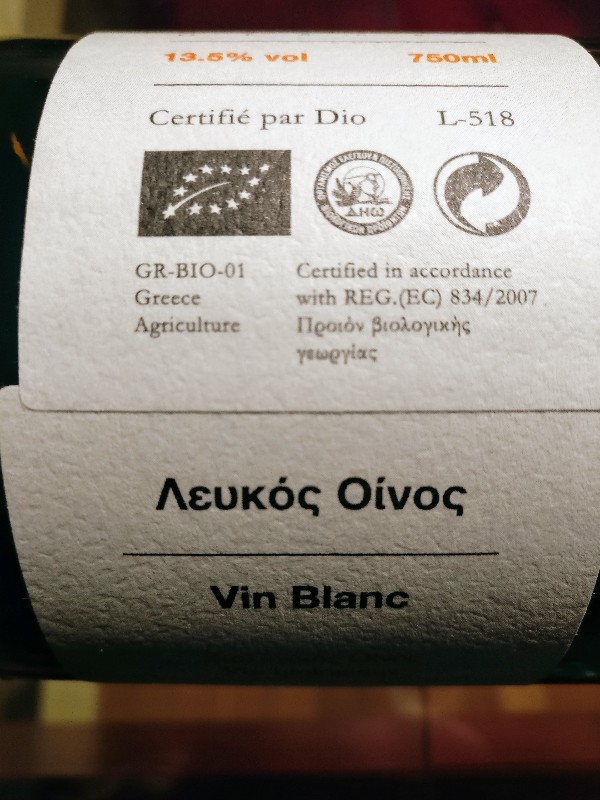 13.5% vol 750ml
Certifié par Dio L-518
ΔΗΩ
GR-BIO-01
Greece
Agriculture
Certified in accordance
with REG.(EC) 834/2007
Προιόν βιολογικής
γεωργίας
Λευκός Οίνος
Vin Blanc